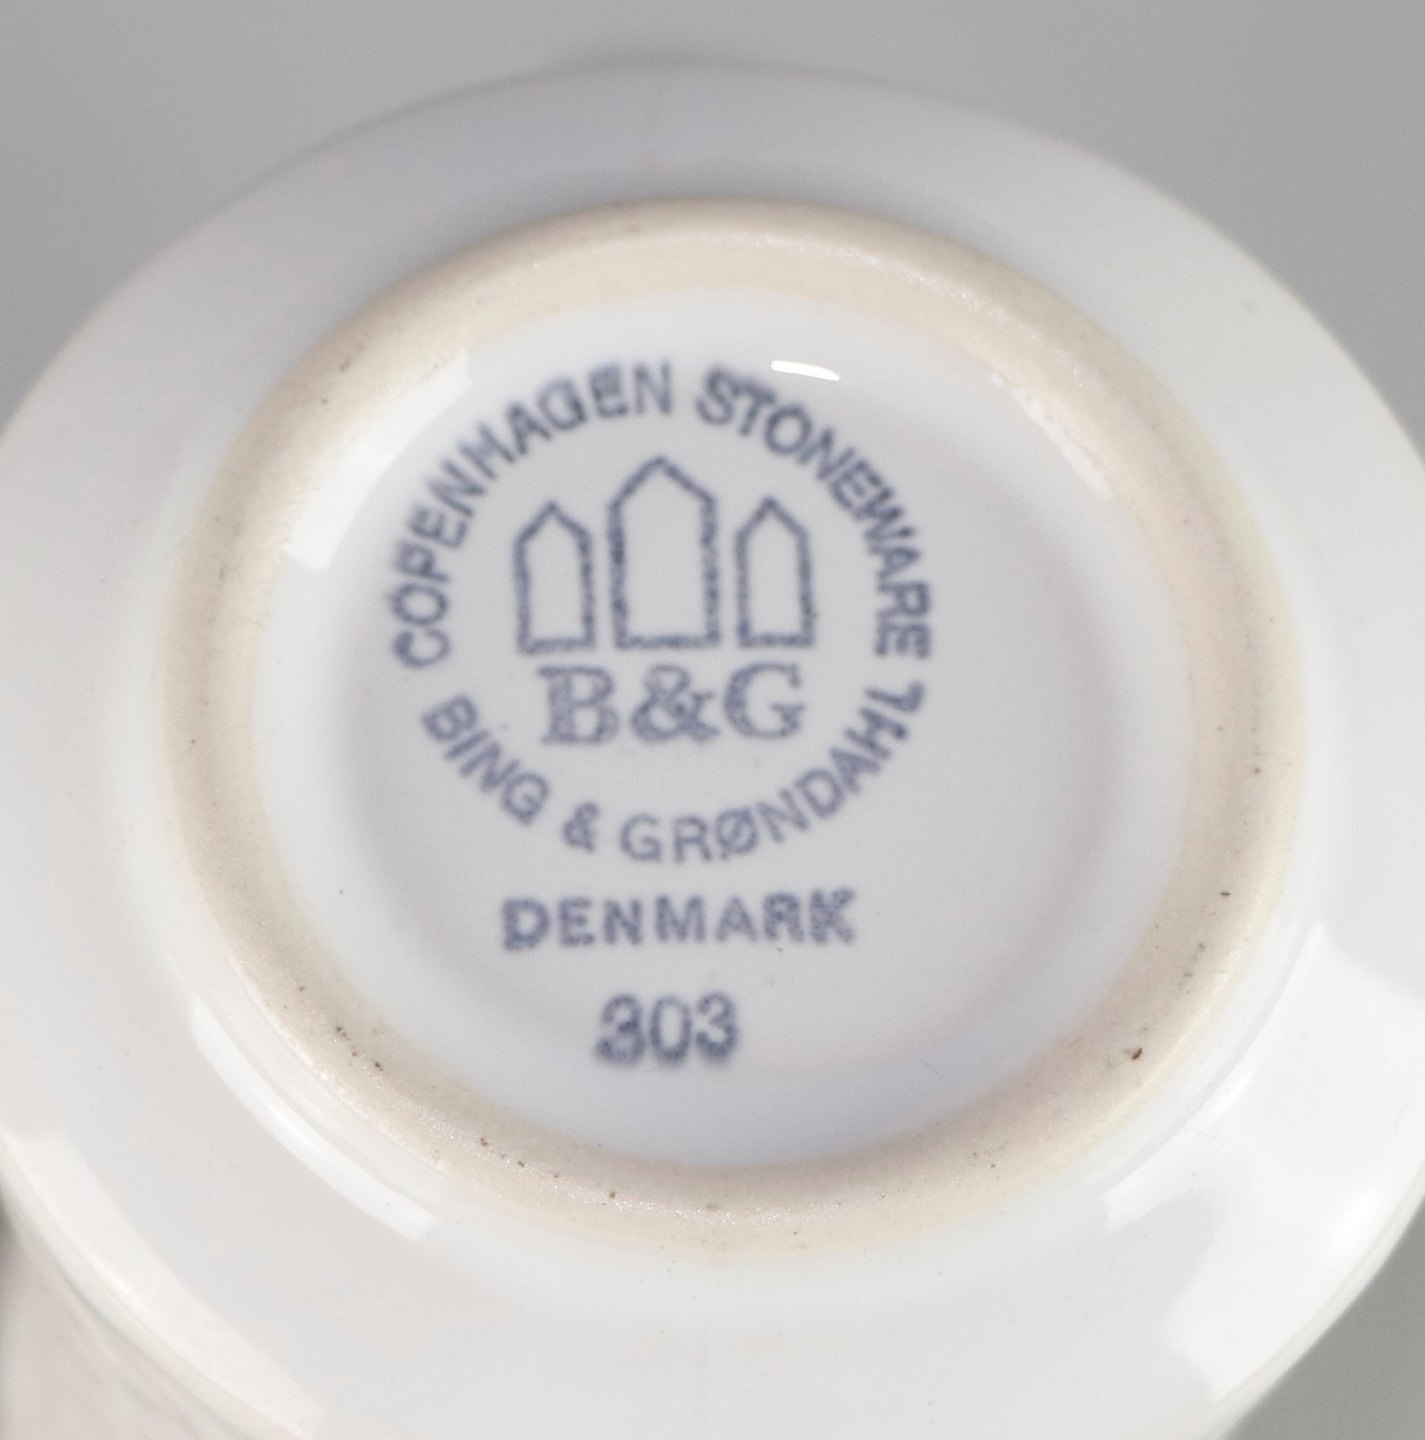 COPENHAGEN STONEWARE
B&G
BING & GRØNDAHL
DENMARK
303